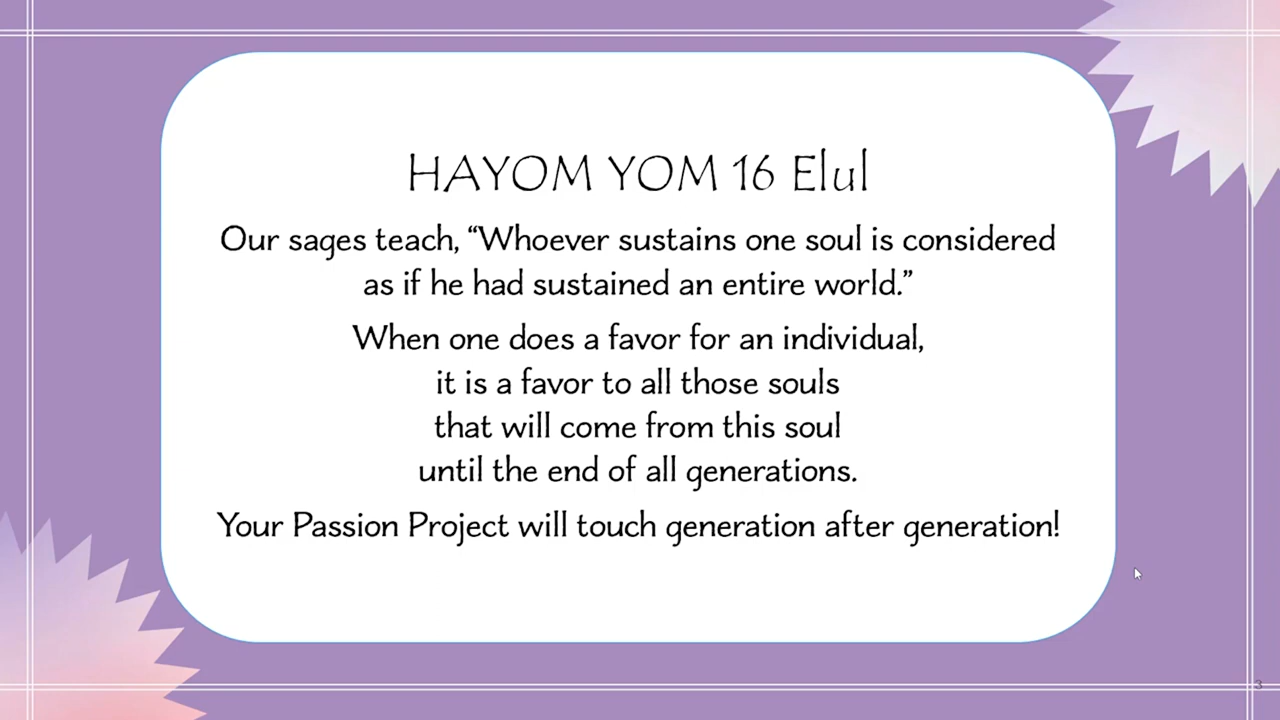 HAYOM YOM 16 Elul
Our sages teach, “Whoever sustains one soul is considered
as if he had sustained an entire world.”
When one does a favor for an individual,
it is a favor to all those souls
that will come from this soul
until the end of all generations.
Your Passion Project will touch generation after generation!
3